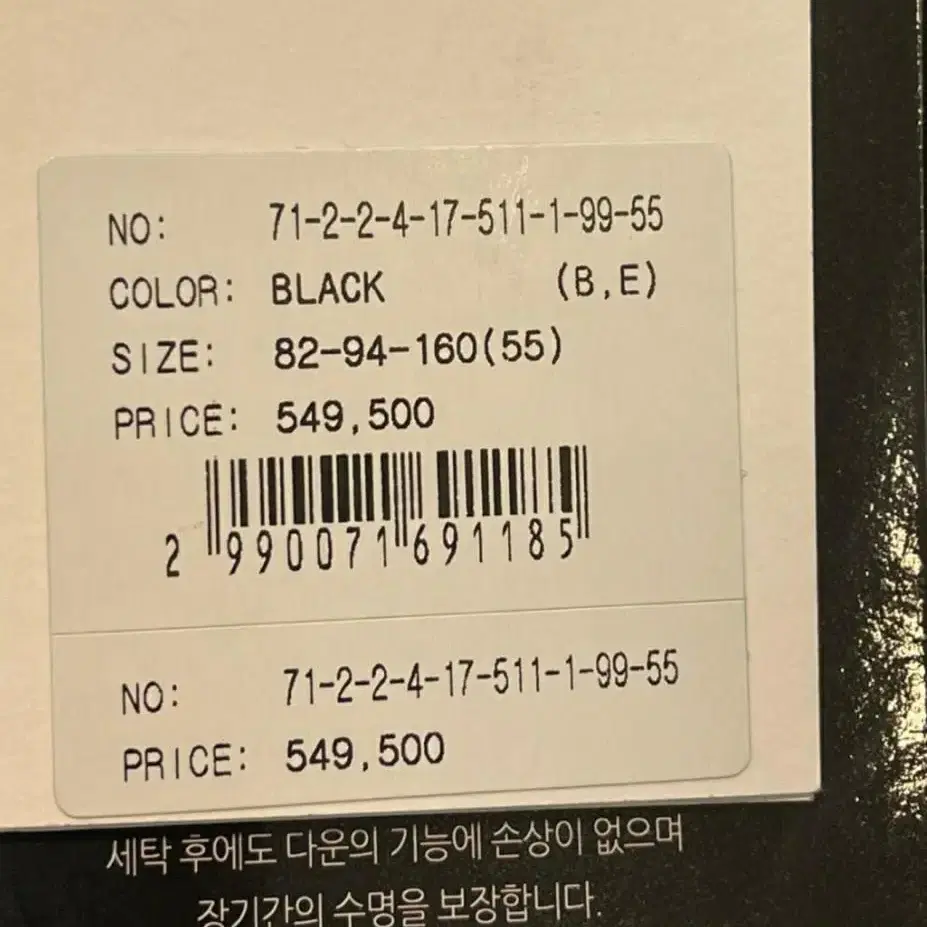 NO: 71-2-2-4-17-511-1-99-55
COLOR: BLACK (B,E)
SIZE: 82-94-160(55)
PRICE: 549,500
2 990071 691185
NO: 71-2-2-4-17-511-1-99-55
PRICE: 549,500
세탁 후에도 다운의 기능에 손상이 없으며
장기간의 수명을 보장합니다.